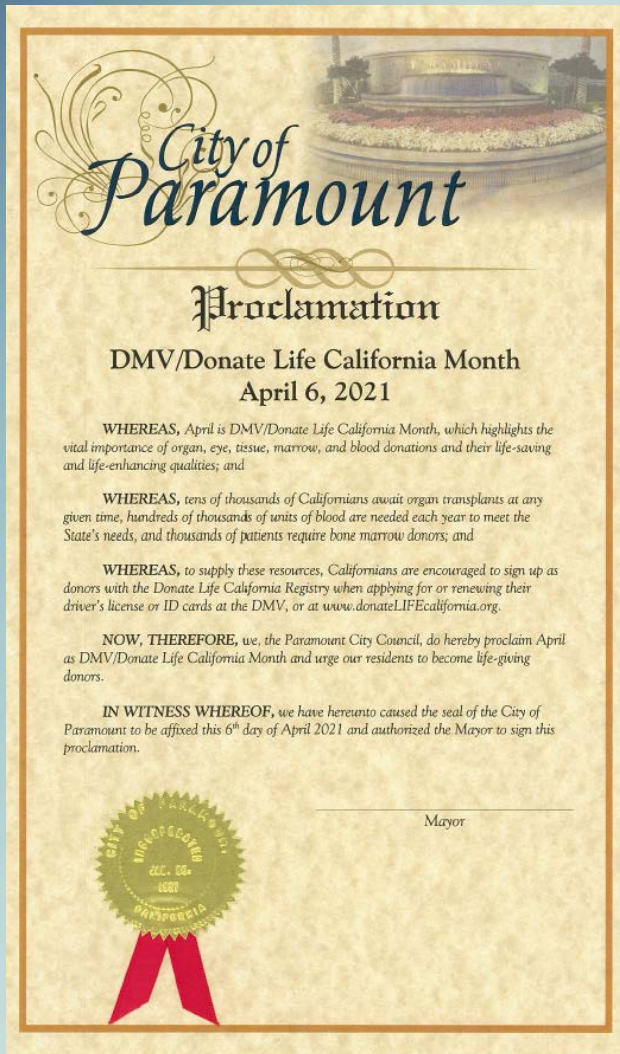 City of
Paramount
Proclamation
DMV/Donate Life California Month
April 6, 2021
WHEREAS, April is DMV/Donate Life California Month, which highlights the
vital importance of organ, eye, tissue, marrow, and blood donations and their life-saving
and life-enhancing qualities; and
WHEREAS, tens of thousands of Californians await organ transplants at any
given time, hundreds of thousands of units of blood are needed each year to meet the
State's needs, and thousands of patients require bone marrow donors; and
WHEREAS, to supply these resources, Californians are encouraged to sign up as
donors with the Donate Life California Registry when applying for or renewing their
driver's license or ID cards at the DMV, or at www.donateLIFEcalifornia.org.
NOW, THEREFORE, we, the Paramount City Council, do hereby proclaim April
as DMV/Donate Life California Month and urge our residents to become life-giving
donors.
IN WITNESS WHEREOF, we have hereunto caused the seal of the City of
Paramount to be affixed this 6th day of April 2021 and authorized the Mayor to sign this
proclamation.
Mayor
CITY OF PARAMOUNT
INCORPORATED
1957
CALIFORNIA